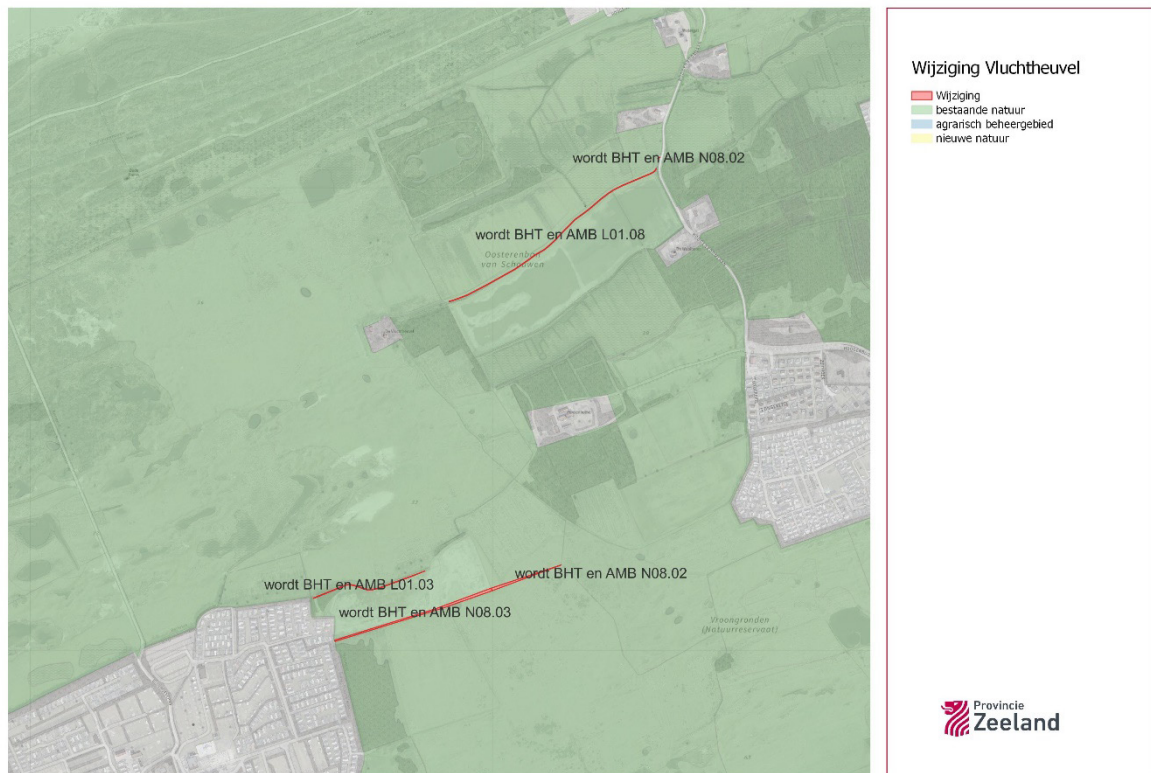 Wijziging Vluchtheuvel
Wijziging
bestaande natuur
agrarisch beheergebied
nieuwe natuur
wordt BHT en AMB N08.02
wordt BHT en AMB L01.08
Oosterenban
van Schouwen
wordt BHT en AMB N08.02
wordt BHT en AMB L01.03
wordt BHT en AMB N08.03
Vroongronden
(Natuurreservaat)
Provincie
Zeeland